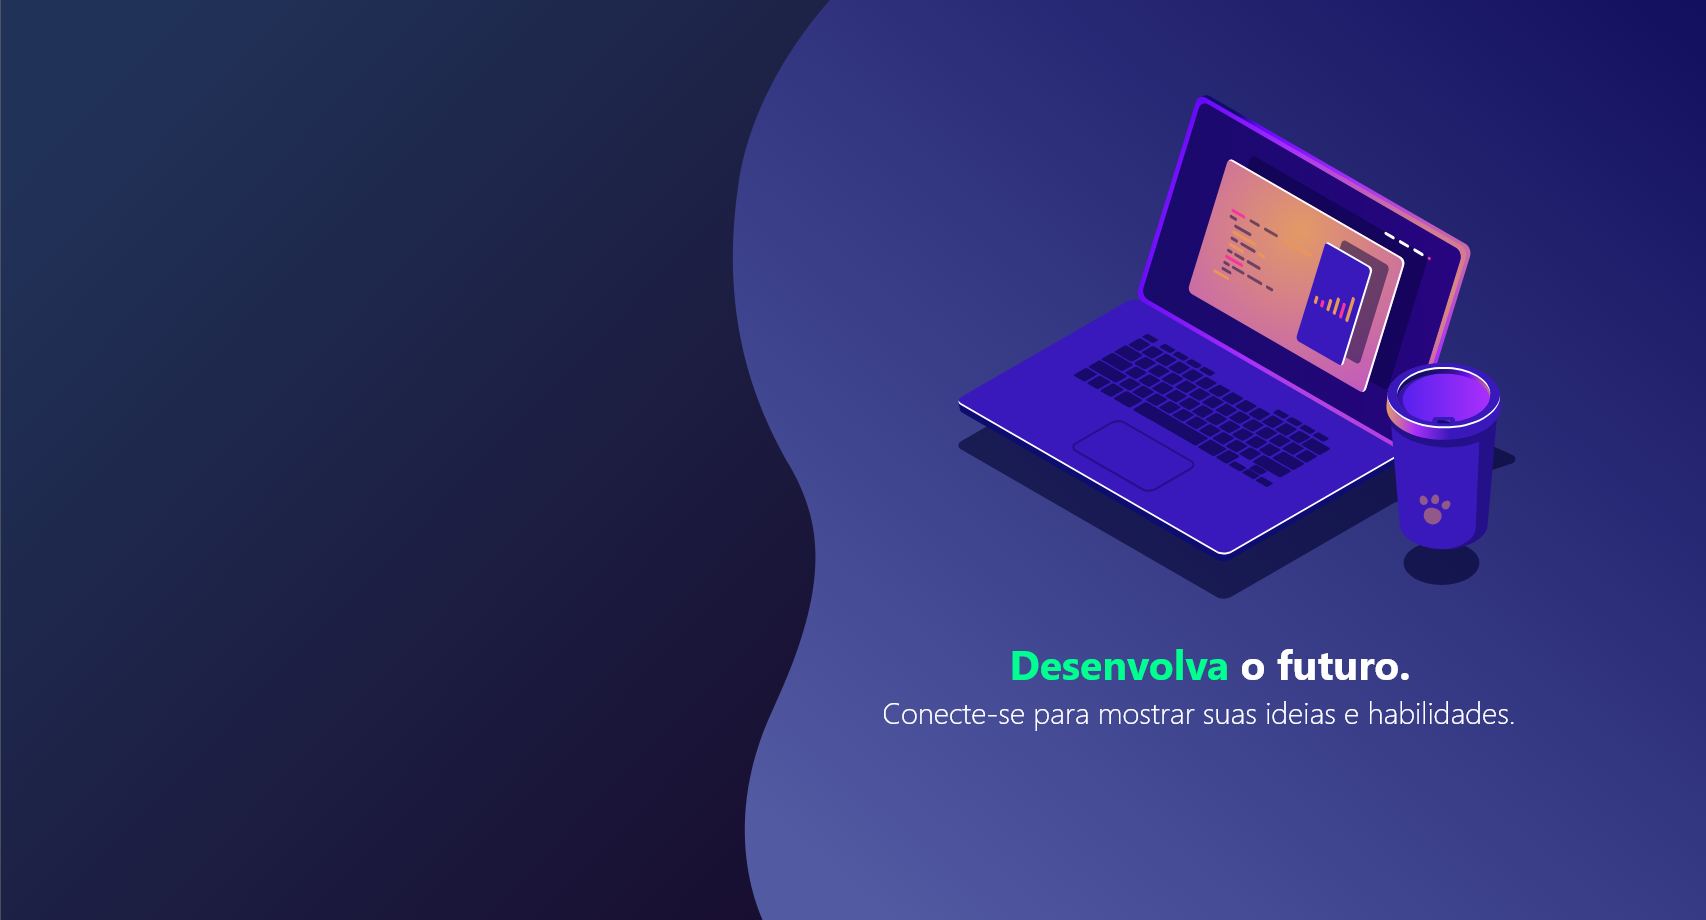 Desenvolva o futuro.
Conecte-se para mostrar suas ideias e habilidades.